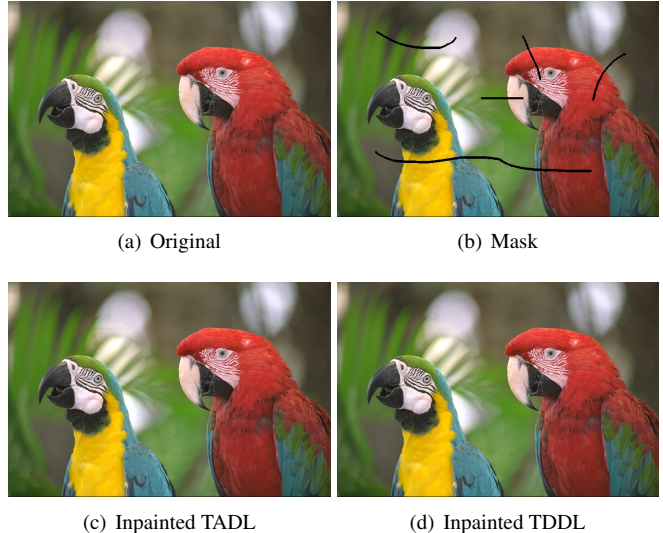 (a) Original
(b) Mask
(c) Inpainted TADL
(d) Inpainted TDDL